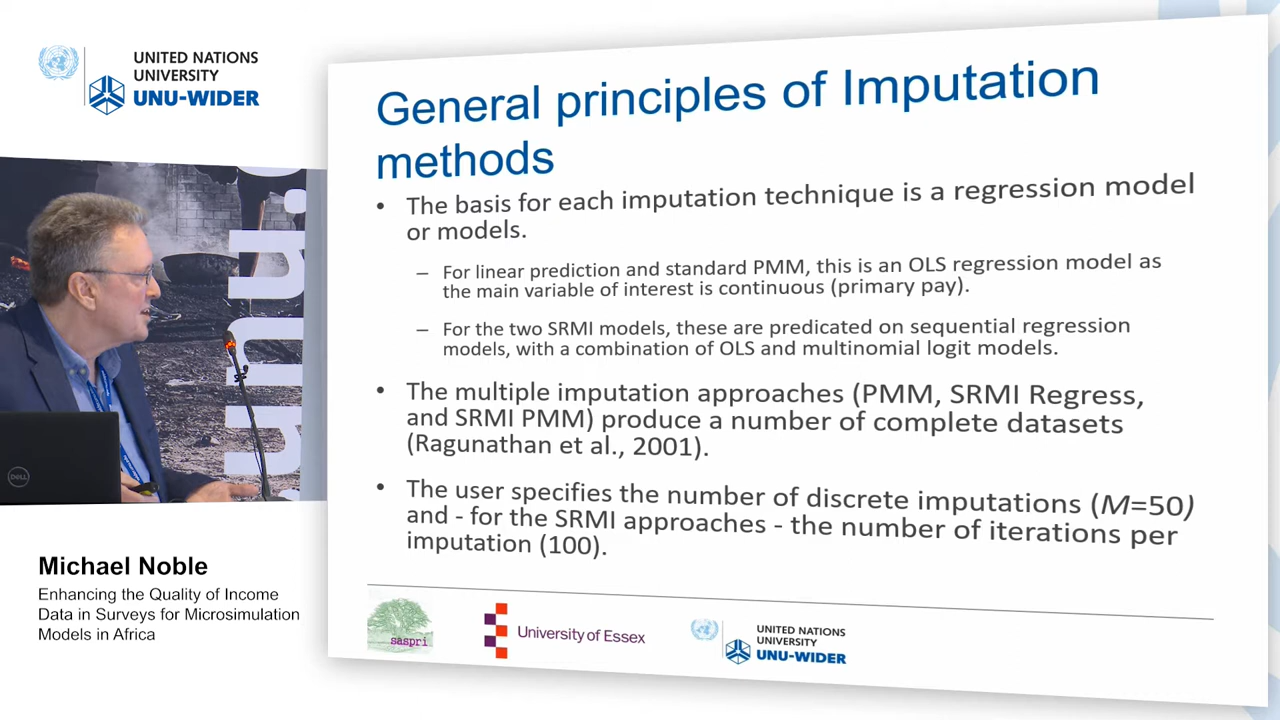 UNITED NATIONS
UNIVERSITY
UNU-WIDER
unu.
DELL
Michael Noble
Enhancing the Quality of Income
Data in Surveys for Microsimulation
Models in Africa
General principles of Imputation
methods
• The basis for each imputation technique is a regression model
or models.
– For linear prediction and standard PMM, this is an OLS regression model as
the main variable of interest is continuous (primary pay).
– For the two SRMI models, these are predicated on sequential regression
models, with a combination of OLS and multinomial logit models.
• The multiple imputation approaches (PMM, SRMI Regress,
and SRMI PMM) produce a number of complete datasets
(Ragunathan et al., 2001).
• The user specifies the number of discrete imputations (M=50)
and - for the SRMI approaches - the number of iterations per
imputation (100).
saspri
University of Essex
UNITED NATIONS
UNIVERSITY
UNU-WIDER